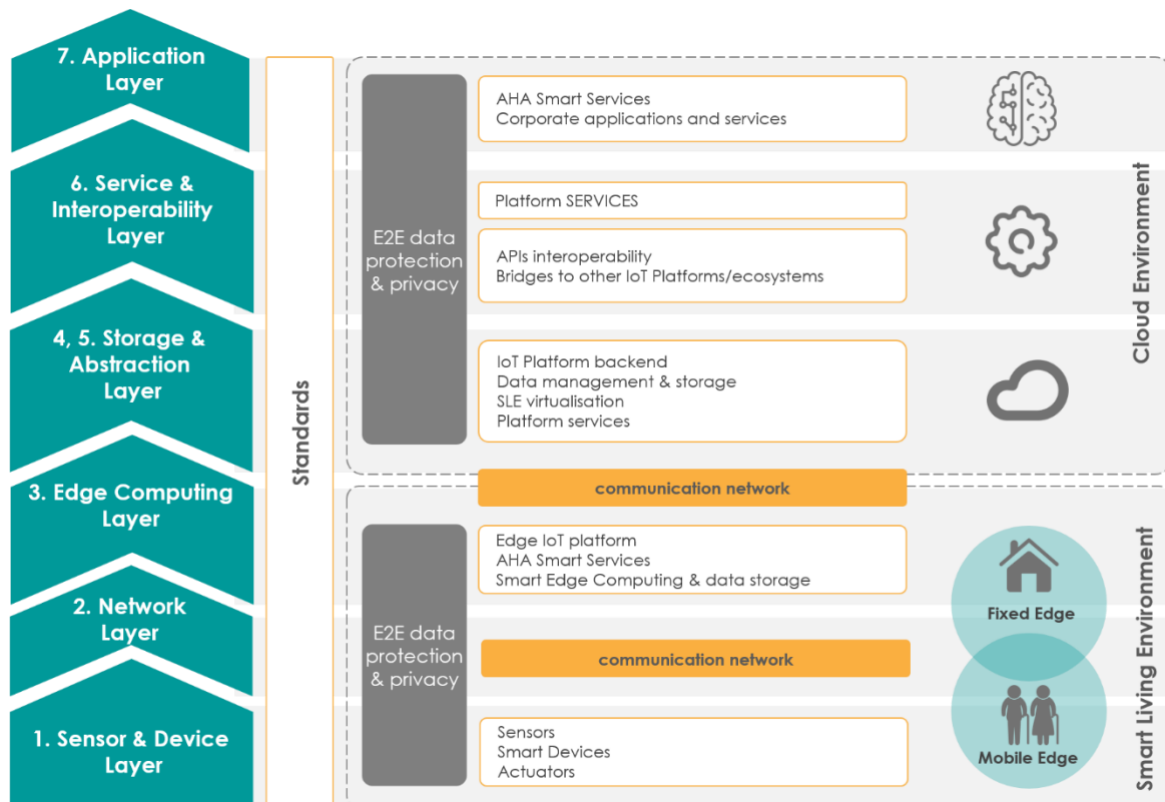 7. Application
Layer
6. Service &
Interoperability
Layer
4, 5. Storage &
Abstraction
Layer
3. Edge Computing
Layer
2. Network
Layer
1. Sensor & Device
Layer
Standards
E2E data
protection
& privacy
AHA Smart Services
Corporate applications and services
Platform SERVICES
APIs interoperability
Bridges to other IoT Platforms/ecosystems
IoT Platform backend
Data management & storage
SLE virtualisation
Platform services
Cloud Environment
communication network
E2E data
protection
& privacy
Edge IoT platform
AHA Smart Services
Smart Edge Computing & data storage
communication network
Sensors
Smart Devices
Actuators
Fixed Edge
Mobile Edge
Smart Living Environment